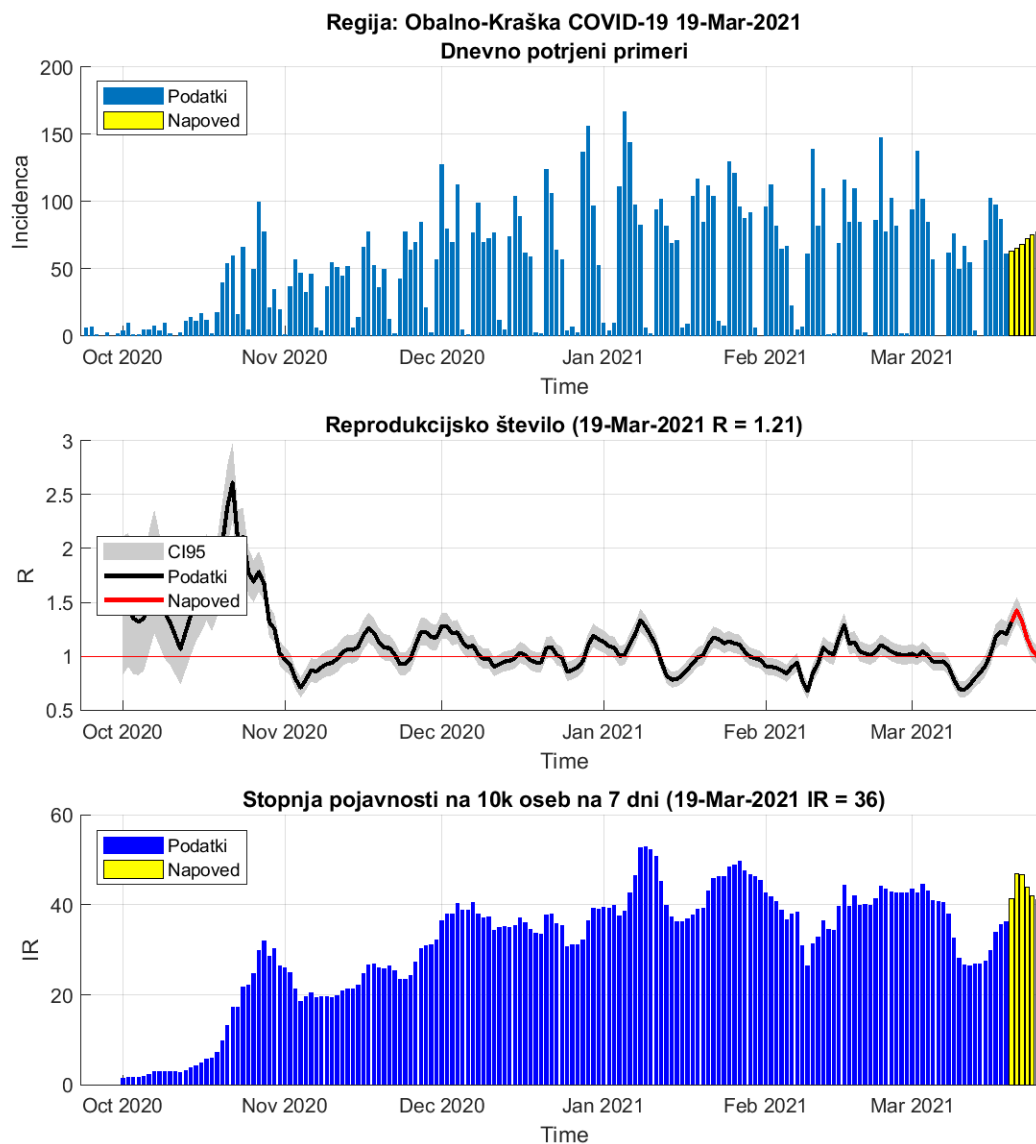 Regija: Obalno-Kraška COVID-19 19-Mar-2021
Dnevno potrjeni primeri
200
150
100
50
0
Incidenca
Podatki
Napoved
Oct 2020 Nov 2020 Dec 2020 Jan 2021 Feb 2021 Mar 2021
Time
Reprodukcijsko število (19-Mar-2021 R = 1.21)
3
2.5
2
1.5
1
0.5
R
CI95
Podatki
Napoved
Oct 2020 Nov 2020 Dec 2020 Jan 2021 Feb 2021 Mar 2021
Time
Stopnja pojavnosti na 10k oseb na 7 dni (19-Mar-2021 IR = 36)
60
40
20
0
IR
Podatki
Napoved
Oct 2020 Nov 2020 Dec 2020 Jan 2021 Feb 2021 Mar 2021
Time